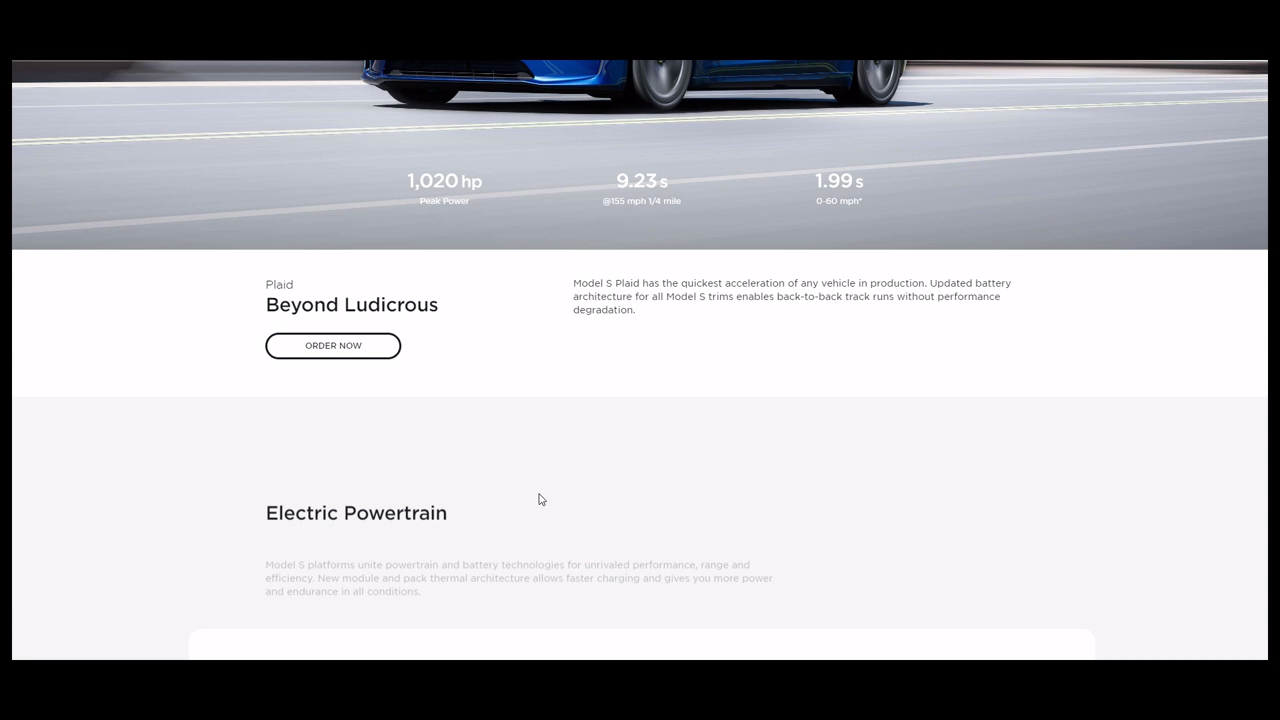 1,020 hp
9.23 s
1.99 s
Peak Power
@155 mph 1/4 mile
0-60 mph*
Plaid
Beyond Ludicrous
ORDER NOW
Model S Plaid has the quickest acceleration of any vehicle in production. Updated battery
architecture for all Model S trims enables back-to-back track runs without performance
degradation.
Electric Powertrain
Model S platforms unite powertrain and battery technologies for unrivaled performance, range and
efficiency. New module and pack thermal architecture allows faster charging and gives you more power
and endurance in all conditions.